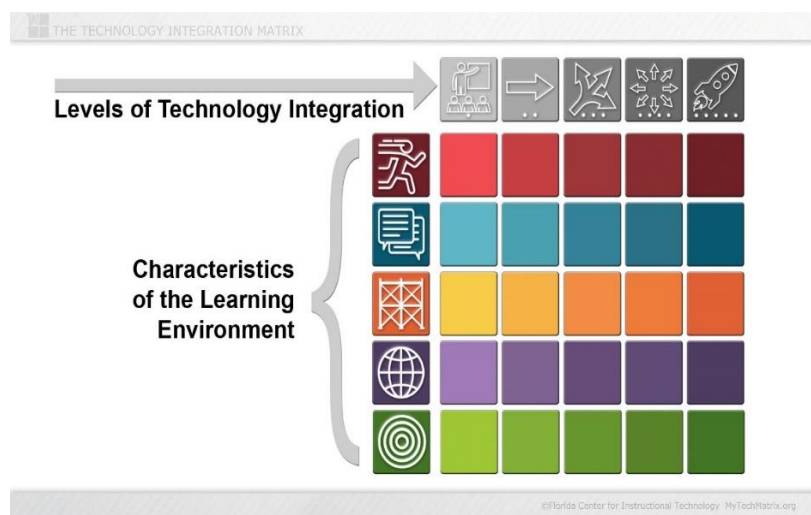 THE TECHNOLOGY INTEGRATION MATRIX
Levels of Technology Integration
Characteristics
of the Learning
Environment
©Florida Center for Instructional Technology MyTechMatrix.org